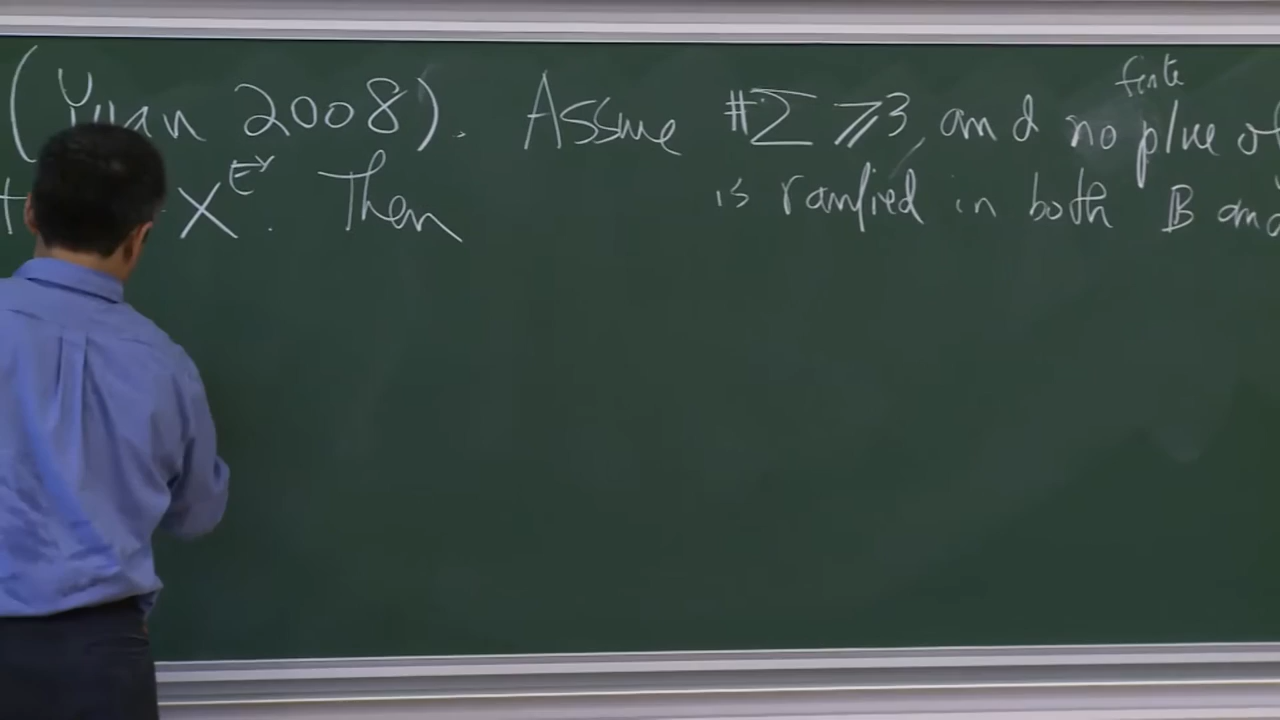 (Yuan 2008). Assume #Σ ⩾ 3, and no finite place of
X^{E^×}. Then is ramified in both 𝔹 and